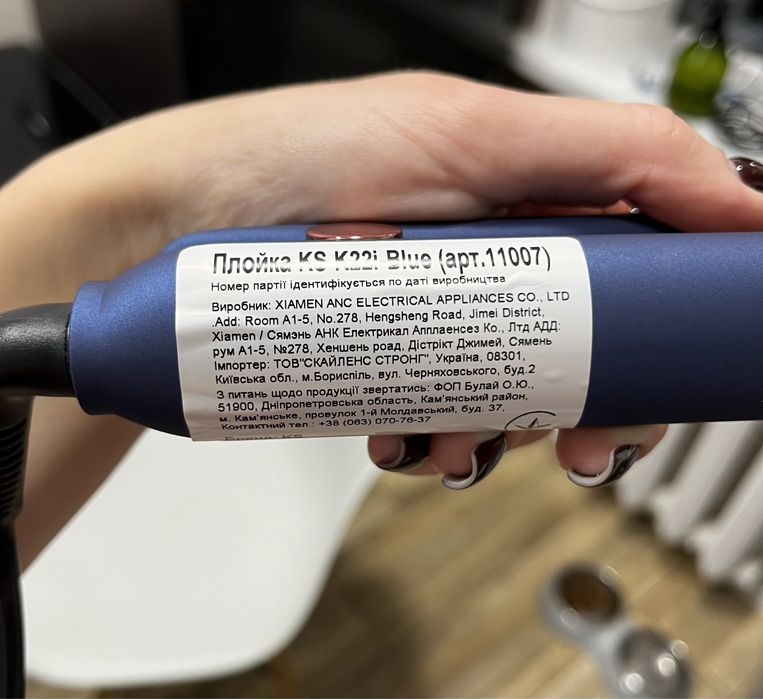 Плойка KS K22i Blue (арт.11007)
Номер партії ідентифікується по даті виробництва
Виробник: XIAMEN ANC ELECTRICAL APPLIANCES CO., LTD
.Add: Room A1-5, No.278, Hengsheng Road, Jimei District,
Xiamen / Сямэнь АНК Електрикал Апплаенсез Ко., Лтд АДД:
рум А1-5, №278, Хеншень роад, Дістрікт Джимей, Сямень
Імпортер: ТОВ"СКАЙЛЕНС СТРОНГ", Україна, 08301,
Київська обл., м.Бориспіль, вул. Черняховського, буд.2
З питань щодо продукції звертатись: ФОП Булай О.Ю.,
51900, Дніпропетровська область, Кам'янський район,
м. Кам'янське, провулок 1-й Молдавський, буд. 37,
Контактний тел.: +38 (063) 070-76-37
Бренд: KS